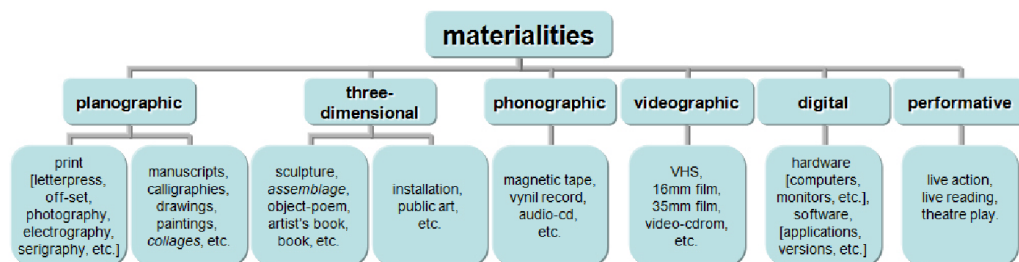 materialities
planographic
three-
dimensional
phonographic
videographic
digital
performative
print
[letterpress,
off-set,
photography,
electrography,
serigraphy, etc.]
manuscripts,
calligraphies,
drawings,
paintings,
collages, etc.
sculpture,
assemblage,
object-poem,
artist's book,
book, etc.
installation,
public art,
etc.
magnetic tape,
vynil record,
audio-cd,
etc.
VHS,
16mm film,
35mm film,
video-cdrom,
etc.
hardware
[computers,
monitors, etc.],
software,
[applications,
versions, etc.]
live action,
live reading,
theatre play.